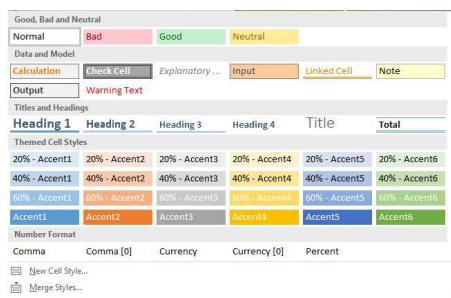 Good, Bad and Neutral
Normal Bad Good Neutral
Data and Model
Calculation Check Cell Explanatory ... Input Linked Cell Note
Output Warning Text
Titles and Headings
Heading 1 Heading 2 Heading 3 Heading 4 Title Total
Themed Cell Styles
20% - Accent1 20% - Accent2 20% - Accent3 20% - Accent4 20% - Accent5 20% - Accent6
40% - Accent1 40% - Accent2 40% - Accent3 40% - Accent4 40% - Accent5 40% - Accent6
60% - Accent1 60% - Accent2 60% - Accent3 60% - Accent4 60% - Accent5 60% - Accent6
Accent1 Accent2 Accent3 Accent4 Accent5 Accent6
Number Format
Comma Comma [0] Currency Currency [0] Percent
New Cell Style...
Merge Styles...